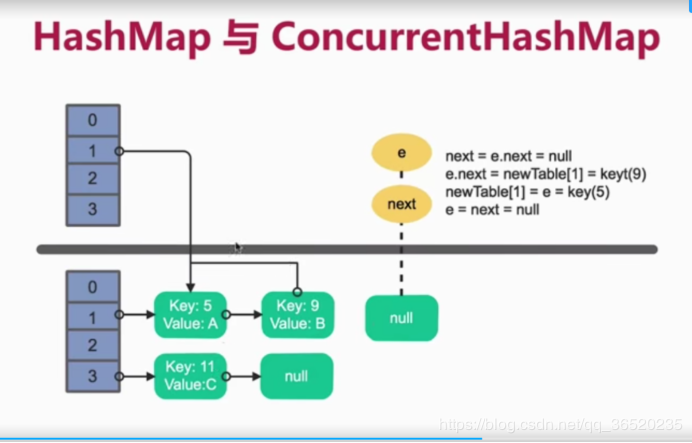 HashMap 与 ConcurrentHashMap
0
1
2
3
e
next
next = e.next = null
e.next = newTable[1] = keyt(9)
newTable[1] = e = key(5)
e = next = null
0
1
2
3
Key: 5
Value: A
Key: 9
Value: B
null
Key: 11
Value:C
null
https://blog.csdn.net/qq_36520235